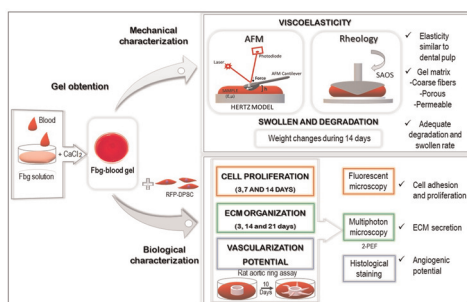 Mechanical
characterization
Gel obtention
Blood
+ CaCl2
Fbg solution
Fbg-blood gel
RFP-DPSC
Biological
characterization
VISCOELASTICITY
AFM
Photodiode
Laser
AFM Cantilever
Force
HERTZ MODEL
Rheology
SAOS
✓ Elasticity
similar to
dental pulp
✓ Gel matrix
-Coarse fibers
-Porous
-Permeable
SWOLLEN AND DEGRADATION
Weight changes during 14 days
✓ Adequate
degradation and
swollen rate
CELL PROLIFERATION
(3,7 AND 14 DAYS)
ECM ORGANIZATION
(3, 14 and 21 days)
VASCULARIZATION
POTENTIAL
Rat aortic ring assay
10
Days
Fluorescent
microscopy
✓ Cell adhesion
and proliferation
Multiphoton
microscopy
2-PEF
✓ ECM secretion
Histological
staining
✓ Angiogenic
potential